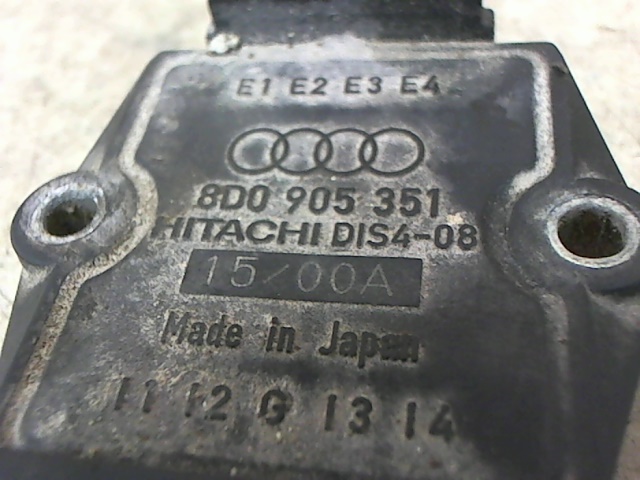 E1 E2 E3 E4
8D0 905 351
HITACHI DIS4-08
15/00A
Made in Japan
I1 I2 G I3 I4